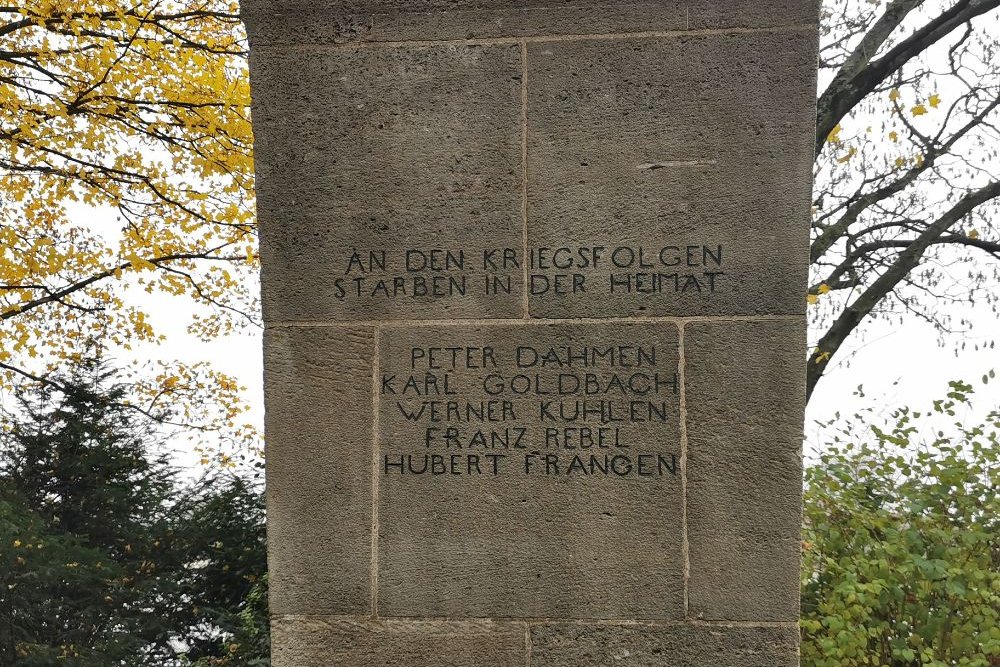 AN DEN KRIEGSFOLGEN
STARBEN IN DER HEIMAT
PETER DAHMEN
KARL GOLDBACH
WERNER KUHLEN
FRANZ REBEL
HUBERT FRANGEN